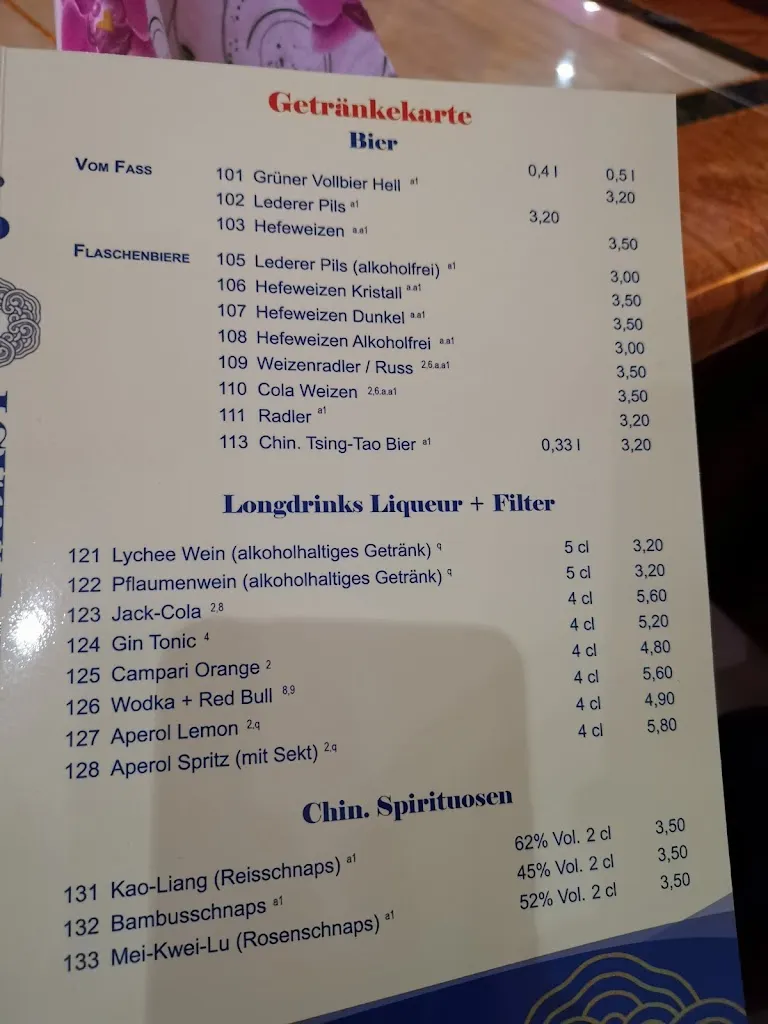 Getränkekarte
Bier
VOM FASS 0,4 l 0,5 l
101 Grüner Vollbier Hell a1 3,20
102 Lederer Pils a1 3,20
103 Hefeweizen a.a1 3,50
FLASCHENBIERE
105 Lederer Pils (alkoholfrei) a1 3,00
106 Hefeweizen Kristall a.a1 3,50
107 Hefeweizen Dunkel a.a1 3,50
108 Hefeweizen Alkoholfrei a.a1 3,00
109 Weizenradler / Russ 2,6.a.a1 3,50
110 Cola Weizen 2,6.a.a1 3,50
111 Radler a1 3,20
113 Chin. Tsing-Tao Bier a1 0,33 l 3,20
Longdrinks Liqueur + Filter
121 Lychee Wein (alkoholhaltiges Getränk) q 5 cl 3,20
122 Pflaumenwein (alkoholhaltiges Getränk) q 5 cl 3,20
123 Jack-Cola 2,8 4 cl 5,60
124 Gin Tonic 4 4 cl 5,20
125 Campari Orange 2 4 cl 4,80
126 Wodka + Red Bull 8,9 4 cl 5,60
127 Aperol Lemon 2,q 4 cl 4,90
128 Aperol Spritz (mit Sekt) 2,q 4 cl 5,80
Chin. Spirituosen
131 Kao-Liang (Reisschnaps) a1 62% Vol. 2 cl 3,50
132 Bambusschnaps a1 45% Vol. 2 cl 3,50
133 Mei-Kwei-Lu (Rosenschnaps) a1 52% Vol. 2 cl 3,50